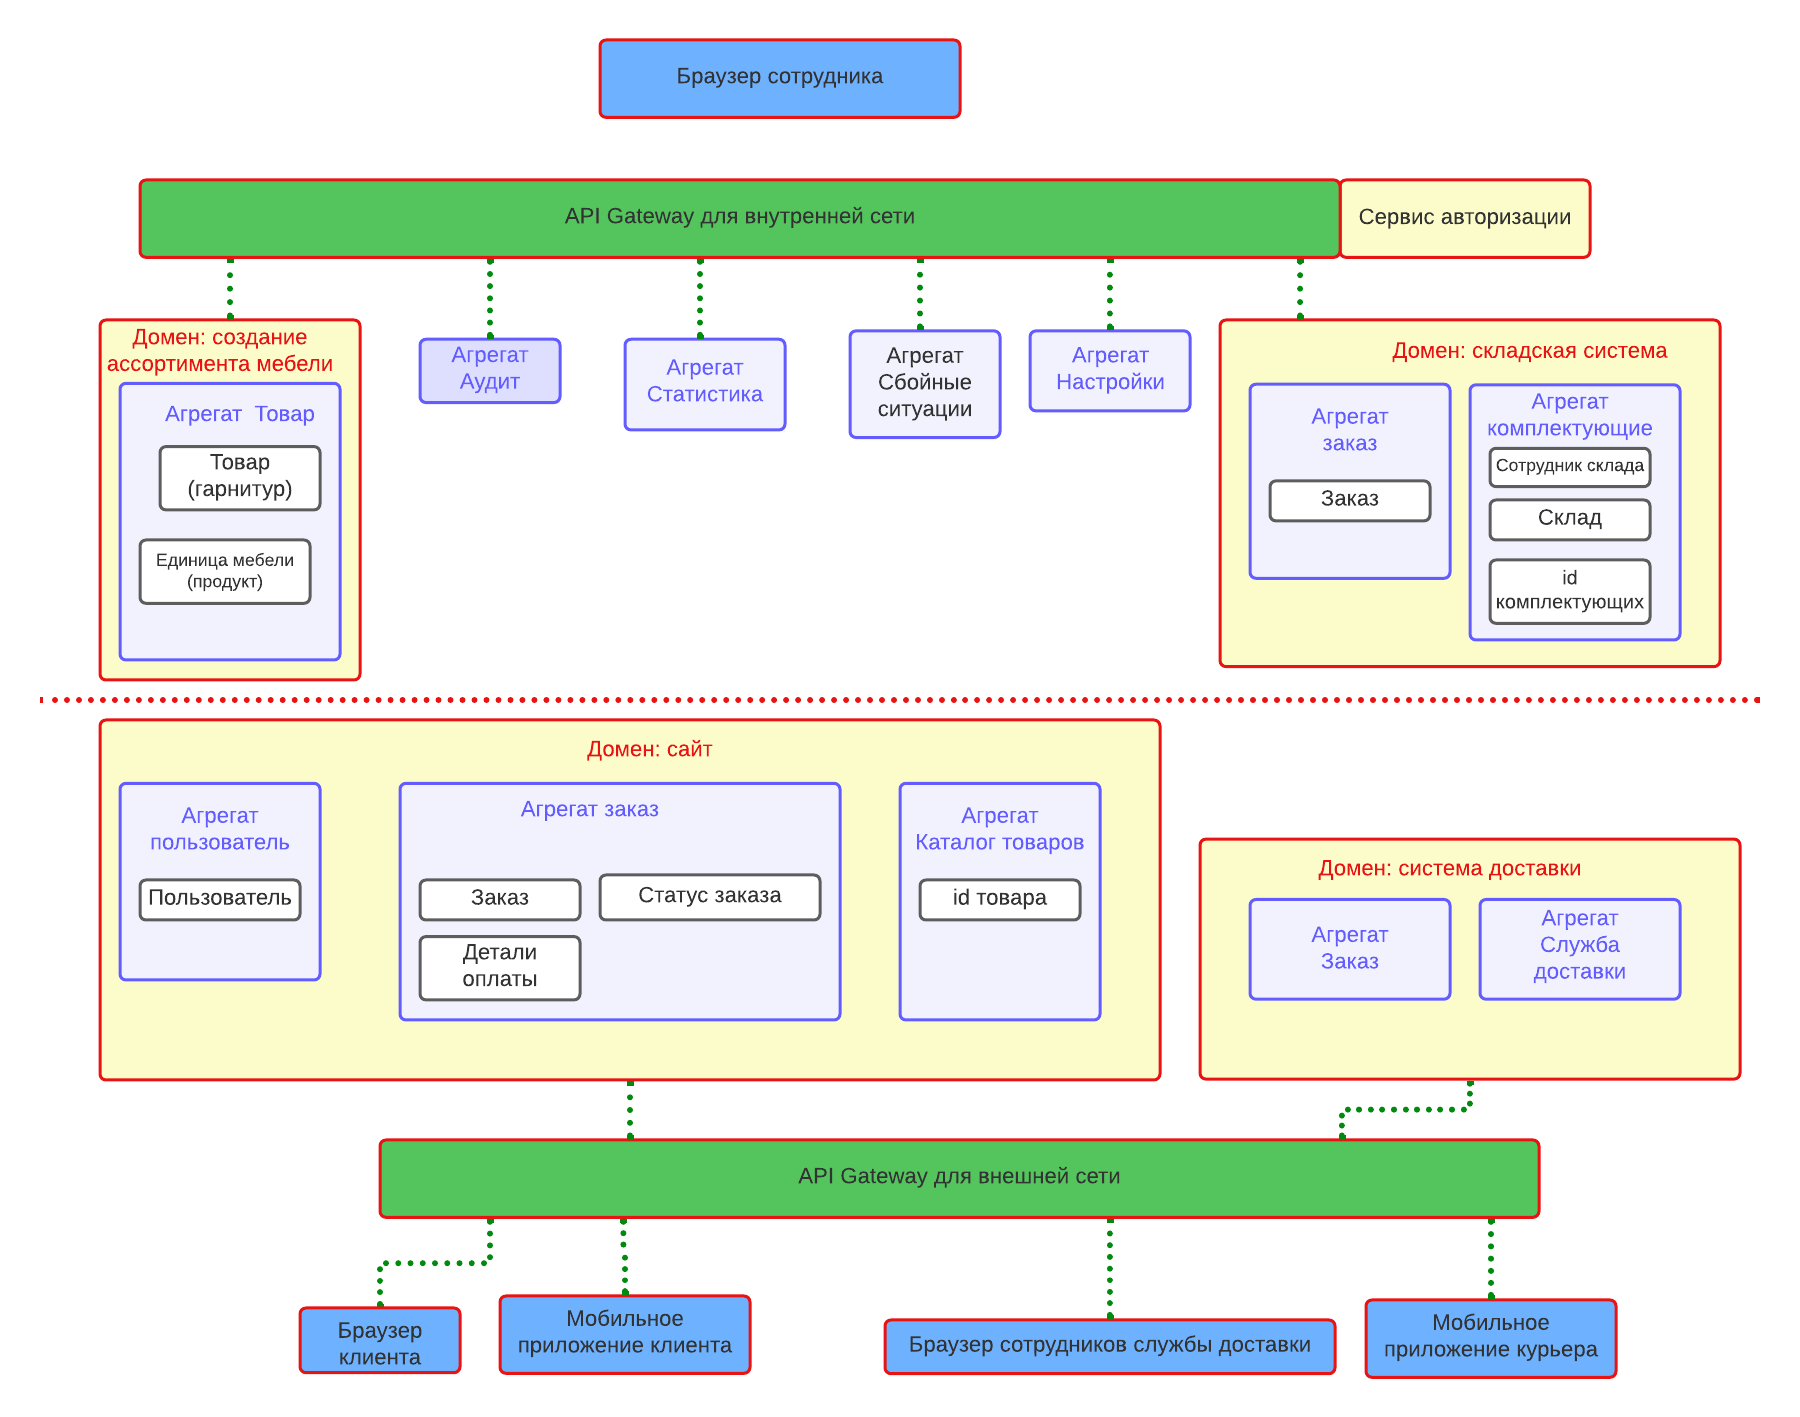 Браузер сотрудника
API Gateway для внутренней сети
Сервис авторизации
Домен: создание
ассортимента мебели
Агрегат Товар
Товар
(гарнитур)
Единица мебели
(продукт)
Агрегат
Аудит
Агрегат
Статистика
Агрегат
Сбойные
ситуации
Агрегат
Настройки
Домен: складская система
Агрегат
заказ
Заказ
Агрегат
комплектующие
Сотрудник склада
Склад
id
комплектующих
Домен: сайт
Агрегат
пользователь
Пользователь
Агрегат заказ
Заказ
Статус заказа
Детали
оплаты
Агрегат
Каталог товаров
id товара
Домен: система доставки
Агрегат
Заказ
Агрегат
Служба
доставки
API Gateway для внешней сети
Браузер
клиента
Мобильное
приложение клиента
Браузер сотрудников службы доставки
Мобильное
приложение курьера